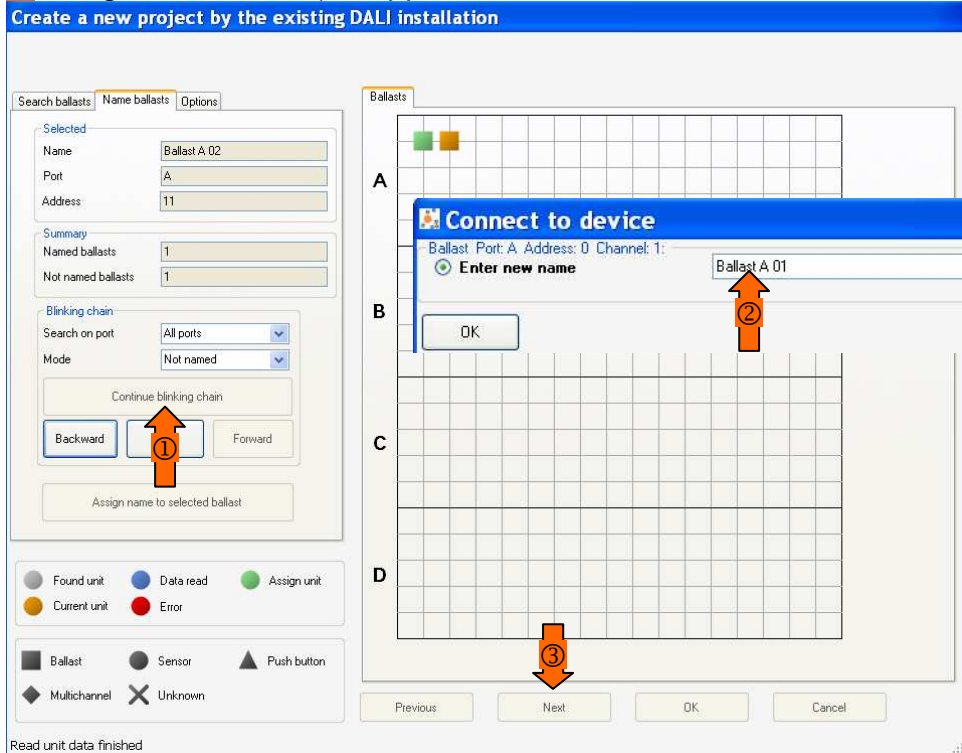 Create a new project by the existing DALI installation
Search ballasts Name ballasts Options
Selected
Name Ballast A 02
Port A
Address 11
Summary
Named ballasts 1
Not named ballasts 1
Blinking chain
Search on port All ports
Mode Not named
Continue blinking chain
Backward ① Forward
Assign name to selected ballast
Found unit Data read Assign unit
Current unit Error
Ballast Sensor Push button
Multichannel Unknown
Read unit data finished
Ballasts
A
B
C
D
Connect to device
Ballast Port: A Address: 0 Channel: 1:
Enter new name Ballast A 01
②
OK
③
Previous Next OK Cancel